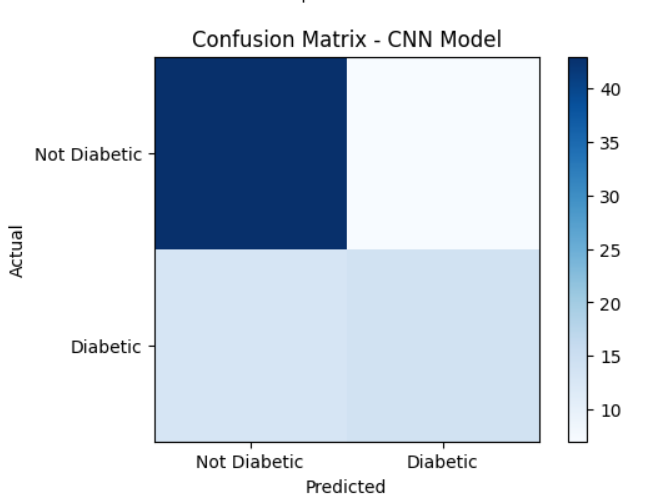 Confusion Matrix - CNN Model
Not Diabetic
Diabetic
Actual
Not Diabetic
Diabetic
Predicted
40
35
30
25
20
15
10